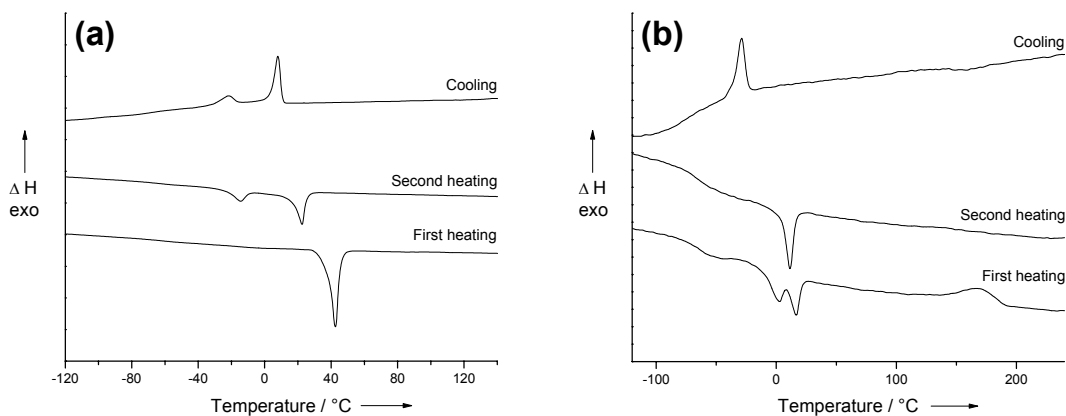 (a)
Cooling
Second heating
First heating
Δ H
exo
-120 -80 -40 0 40 80 120
Temperature / °C
(b)
Cooling
Second heating
First heating
Δ H
exo
-100 0 100 200
Temperature / °C